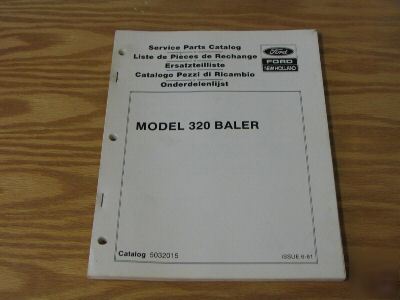 Service Parts Catalog
Liste de Pièces de Rechange
Ersatzteilliste
Catalogo Pezzi di Ricambio
Onderdelenlijst
Ford
FORD
NEW HOLLAND
MODEL 320 BALER
Catalog 5032015
ISSUE 6-81